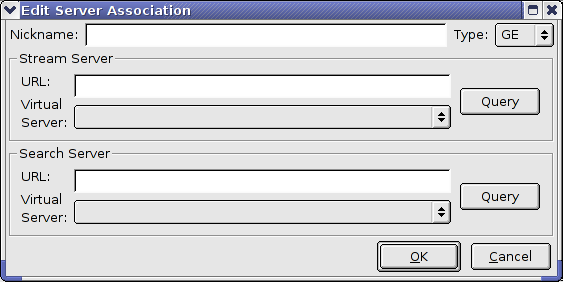 Edit Server Association
Nickname: Type: GE
Stream Server
URL:
Virtual
Server:
Query
Search Server
URL:
Virtual
Server:
Query
OK Cancel